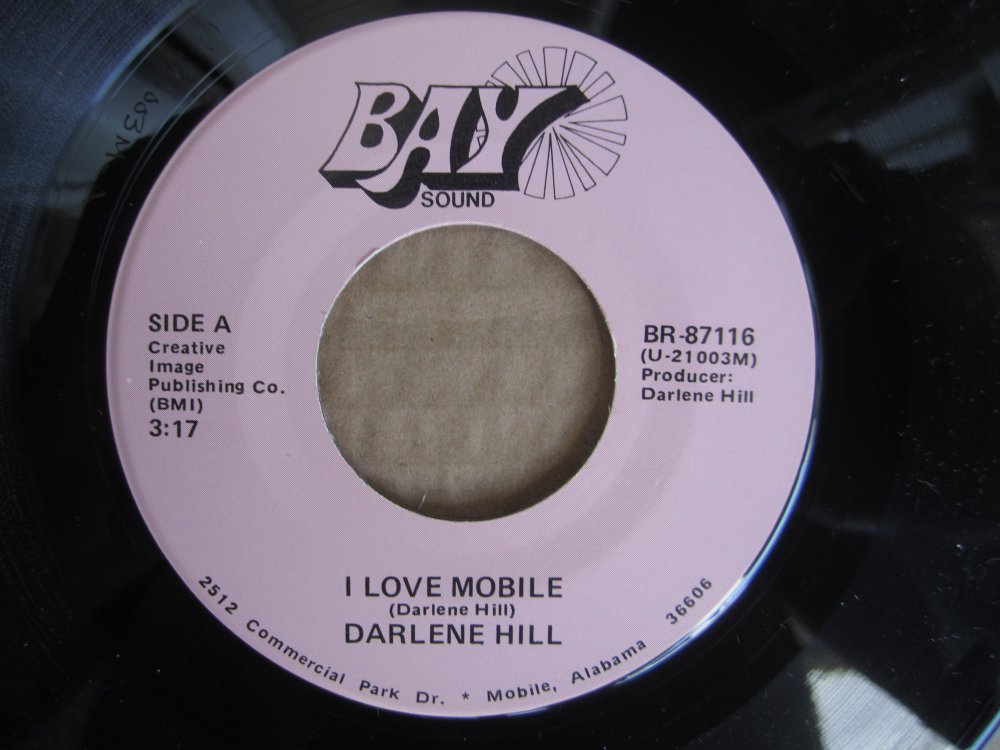 BAY
SOUND
SIDE A
Creative
Image
Publishing Co.
(BMI)
3:17
BR-87116
(U-21003M)
Producer:
Darlene Hill
I LOVE MOBILE
(Darlene Hill)
DARLENE HILL
2512 Commercial Park Dr. * Mobile, Alabama 36606